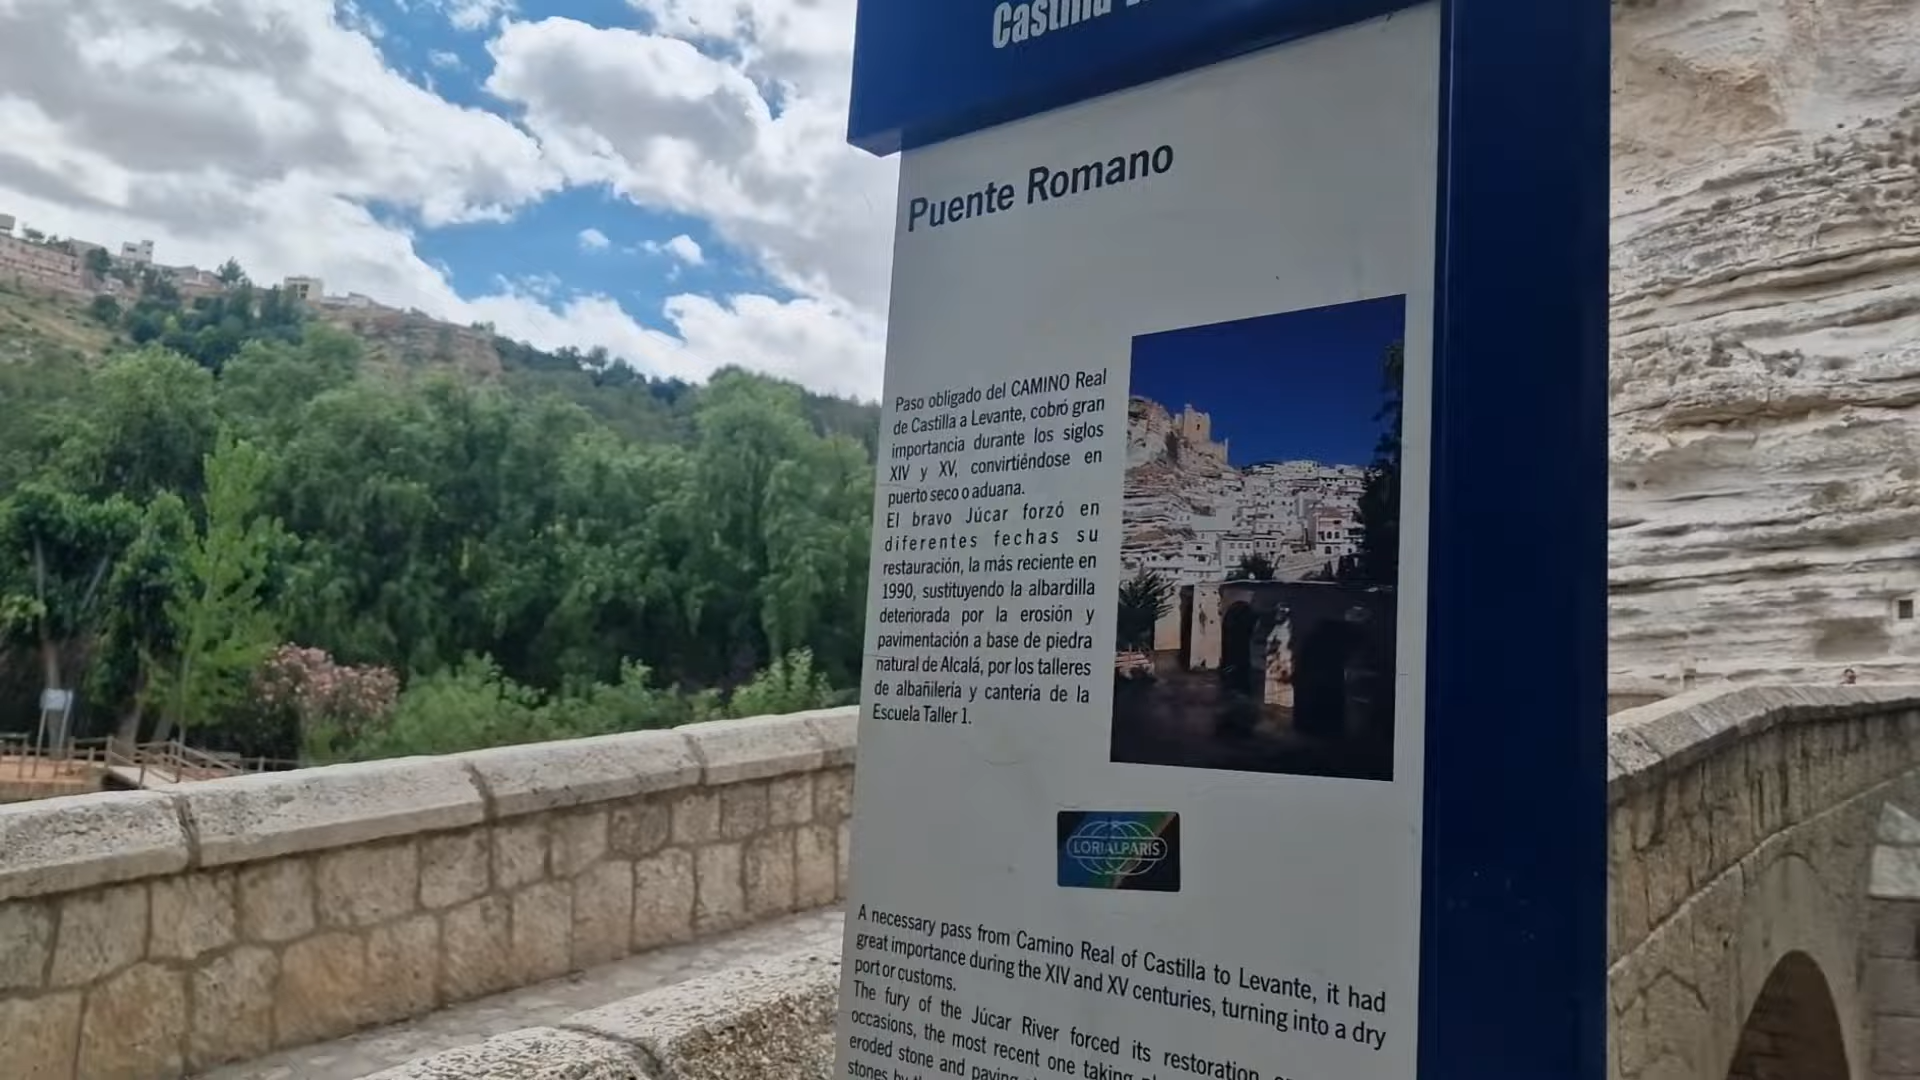 Castilla
Puente Romano
Paso obligado del CAMINO Real
de Castilla a Levante, cobró gran
importancia durante los siglos
XIV y XV, convirtiéndose en
puerto seco o aduana.
El bravo Júcar forzó en
diferentes fechas su
restauración, la más reciente en
1990, sustituyendo la albardilla
deteriorada por la erosión y
pavimentación a base de piedra
natural de Alcalá, por los talleres
de albañilería y cantería de la
Escuela Taller 1.
LORIALPARIS
A necessary pass from Camino Real of Castilla to Levante, it had
great importance during the XIV and XV centuries, turning into a dry
port or customs.
The fury of the Júcar River forced its restoration
occasions, the most recent one taking
eroded stone and paving
stones by